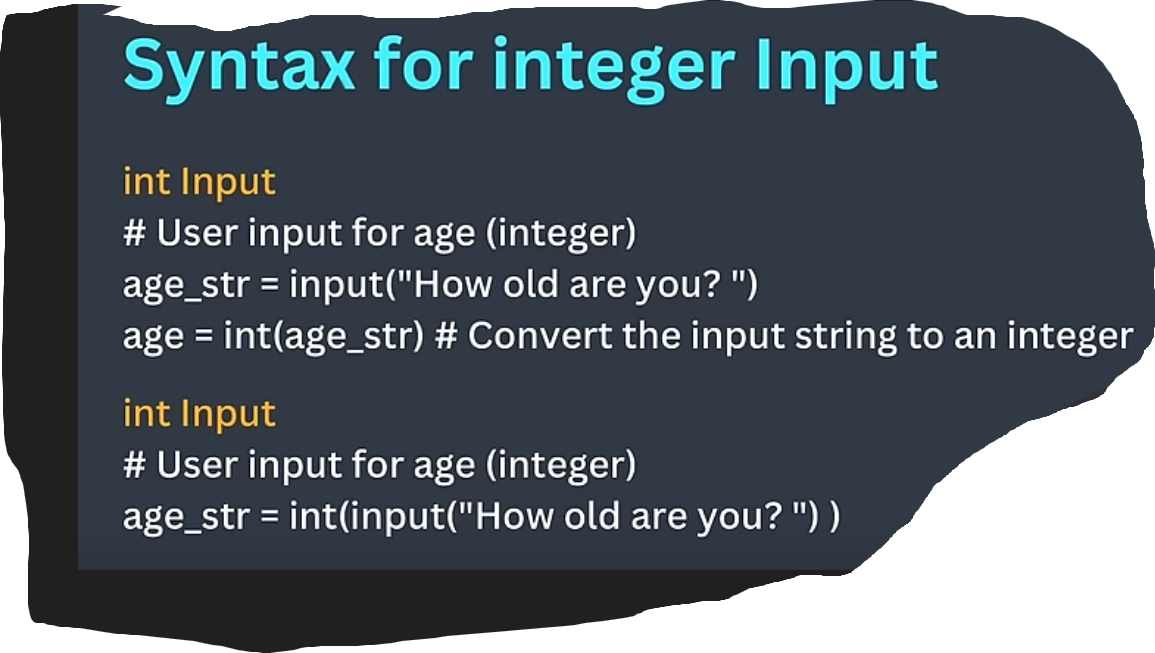 Syntax for integer Input
int Input
# User input for age (integer)
age_str = input("How old are you? ")
age = int(age_str) # Convert the input string to an integer
int Input
# User input for age (integer)
age_str = int(input("How old are you? ") )